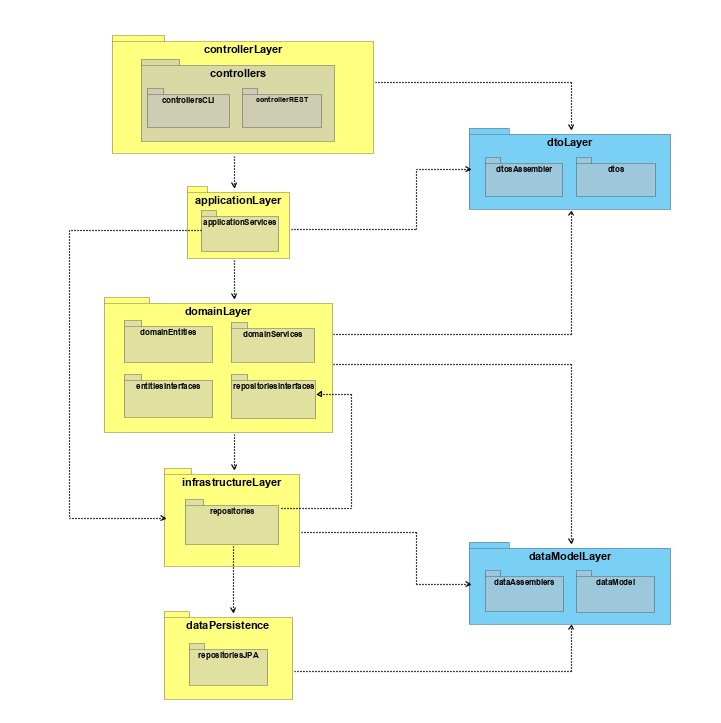 controllerLayer
controllers
controllersCLI
controllerREST
dtoLayer
dtosAssembler
dtos
applicationLayer
applicationServices
domainLayer
domainEntities
domainServices
entitiesInterfaces
repositoriesInterfaces
infrastructureLayer
repositories
dataModelLayer
dataAssemblers
dataModel
dataPersistence
repositoriesJPA